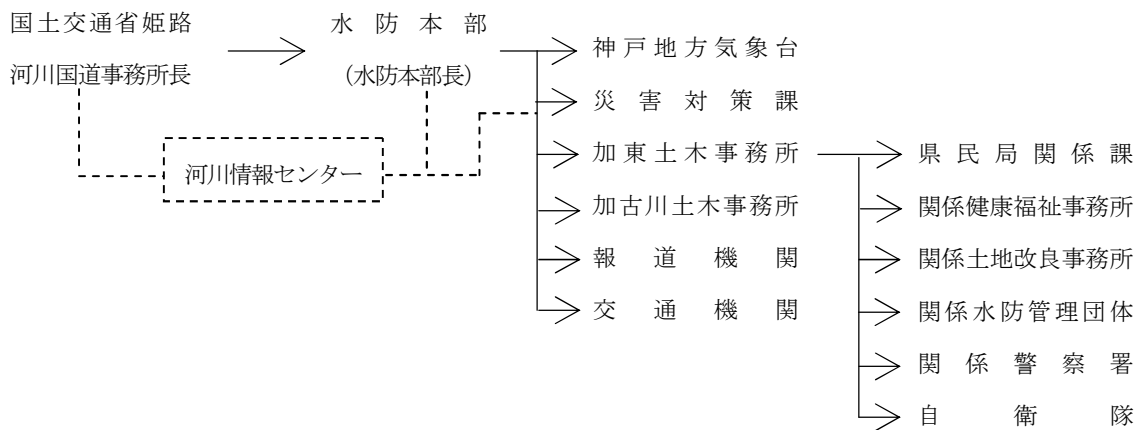 国土交通省姫路
河川国道事務所長
水防本部
(水防本部長)
河川情報センター
神戸地方気象台
災害対策課
加東土木事務所
加古川土木事務所
報道機関
交通機関
県民局関係課
関係健康福祉事務所
関係土地改良事務所
関係水防管理団体
関係警察署
自衛隊